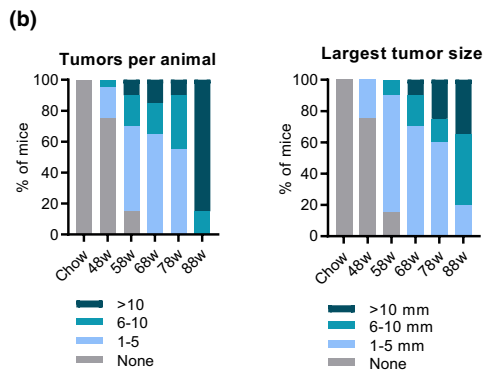 (b)
Tumors per animal
% of mice
100
80
60
40
20
0
Chow
48w
58w
68w
78w
88w
>10
6-10
1-5
None
Largest tumor size
% of mice
100
80
60
40
20
0
Chow
48w
58w
68w
78w
88w
>10 mm
6-10 mm
1-5 mm
None